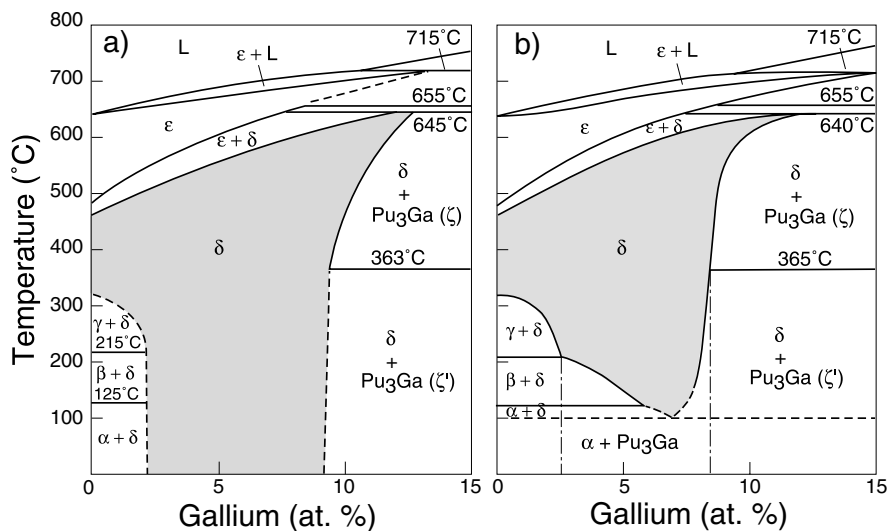 a)
L
ε + L
715˚C
ε
ε + δ
655˚C
645˚C
δ
+
Pu₃Ga (ζ)
δ
363˚C
γ + δ
215˚C
β + δ
125˚C
α + δ
δ
+
Pu₃Ga (ζ')
800
700
600
500
400
300
200
100
Temperature (˚C)
0
5
10
15
Gallium (at. %)
b)
L
ε + L
715˚C
ε
ε + δ
655˚C
640˚C
δ
+
Pu₃Ga (ζ)
δ
365˚C
γ + δ
β + δ
α + δ
δ
+
Pu₃Ga (ζ')
α + Pu₃Ga
0
5
10
15
Gallium (at. %)